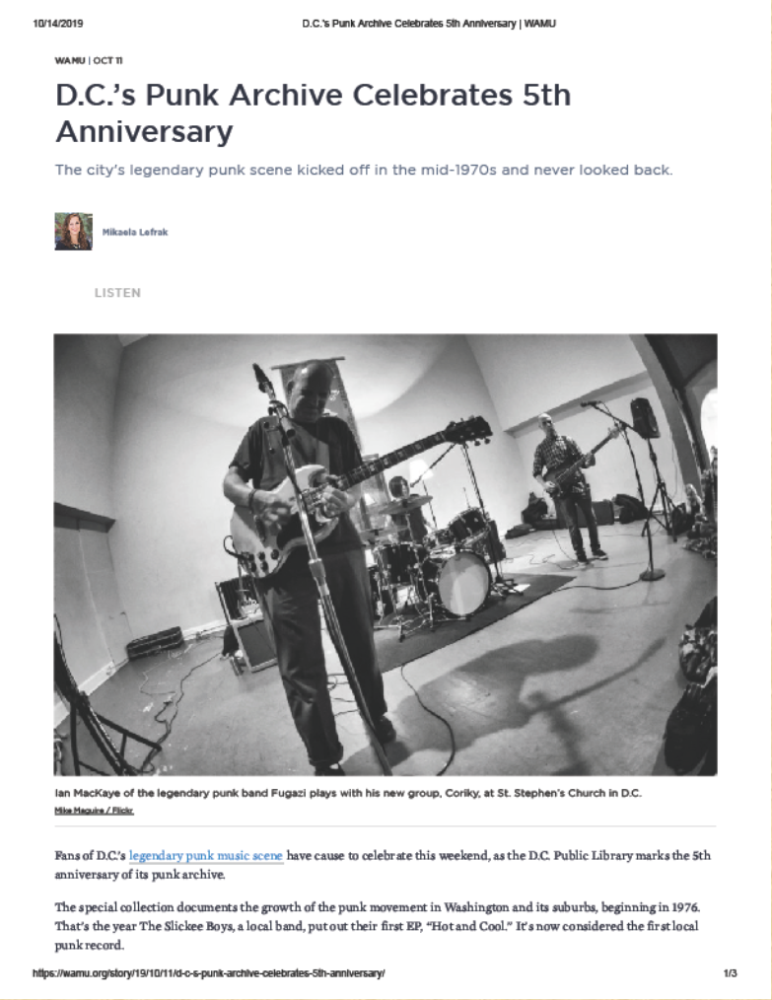 10/14/2019 D.C.'s Punk Archive Celebrates 5th Anniversary | WAMU
WAMU | OCT 11
D.C.'s Punk Archive Celebrates 5th
Anniversary
The city's legendary punk scene kicked off in the mid-1970s and never looked back.
Mikaela Lefrak
LISTEN
Ian MacKaye of the legendary punk band Fugazi plays with his new group, Coriky, at St. Stephen's Church in D.C.
Mike Maguire / Flickr
Fans of D.C.'s legendary punk music scene have cause to celebrate this weekend, as the D.C. Public Library marks the 5th
anniversary of its punk archive.
The special collection documents the growth of the punk movement in Washington and its suburbs, beginning in 1976.
That's the year The Slickee Boys, a local band, put out their first EP, "Hot and Cool." It's now considered the first local
punk record.
https://wamu.org/story/19/10/11/d-c-s-punk-archive-celebrates-5th-anniversary/ 1/3